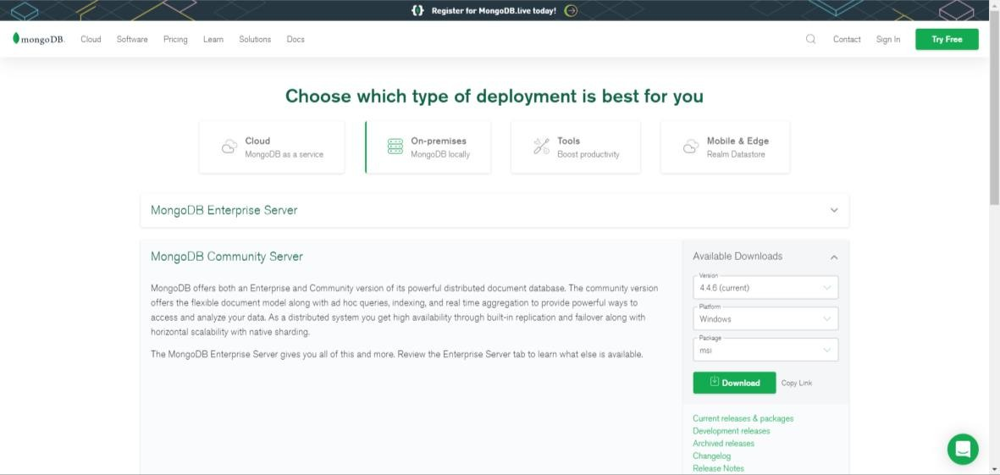 Register for MongoDB.live today!
mongoDB.
Cloud
Software
Pricing
Learn
Solutions
Docs
Contact
Sign In
Try Free
Choose which type of deployment is best for you
Cloud
MongoDB as a service
On-premises
MongoDB locally
Tools
Boost productivity
Mobile & Edge
Realm Datastore
MongoDB Enterprise Server
MongoDB Community Server
MongoDB offers both an Enterprise and Community version of its powerful distributed document database. The community version
offers the flexible document model along with ad hoc queries, indexing, and real time aggregation to provide powerful ways to
access and analyze your data. As a distributed system you get high availability through built-in replication and failover along with
horizontal scalability with native sharding.
The MongoDB Enterprise Server gives you all of this and more. Review the Enterprise Server tab to learn what else is available.
Available Downloads
Version
4.4.6 (current)
Platform
Windows
Package
msi
Download
Copy Link
Current releases & packages
Development releases
Archived releases
Changelog
Release Notes